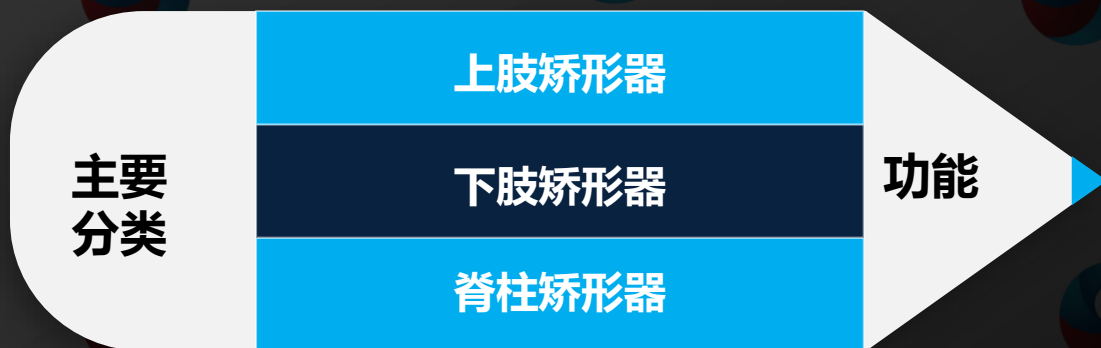 主要
分类
上肢矫形器
下肢矫形器
脊柱矫形器
功能